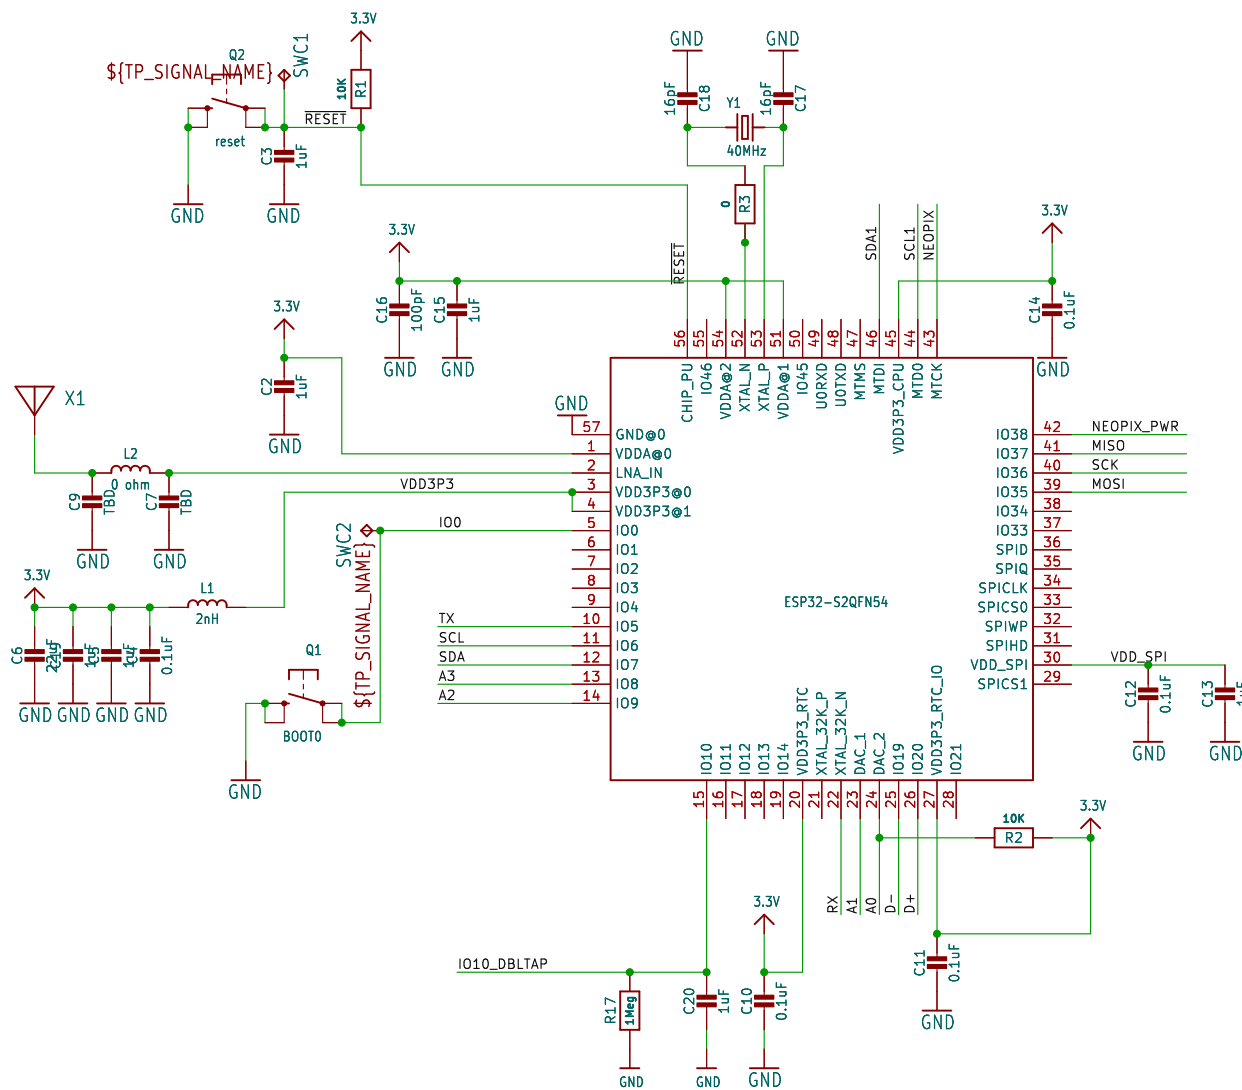 3.3V
GND
GND
Q2
SWC1
${TP_SIGNAL_NAME}
10K
R1
16pF
C18
16pF
C17
Y1
40MHz
RESET
reset
C3
1uF
GND
GND
0
R3
3.3V
RESET
SDA1
SCL1
NEOPIX
3.3V
C16
100pF
C15
1uF
GND
GND
C14
0.1uF
GND
3.3V
C2
1uF
GND
X1
GND
56
55
54
52
53
51
50
49
48
47
46
45
44
43
CHIP_PU
IO46
VDDA@2
XTAL_N
XTAL_P
VDDA@1
IO45
U0RXD
U0TXD
MTMS
MTDI
VDD3P3_CPU
MTDO
MTCK
57 GND@0
1 VDDA@0
2 LNA_IN
3 VDD3P3@0
4 VDD3P3@1
5 IO0
6 IO1
7 IO2
8 IO3
9 IO4
10 IO5
11 IO6
12 IO7
13 IO8
14 IO9
IO38 42 NEOPIX_PWR
IO37 41 MISO
IO36 40 SCK
IO35 39 MOSI
IO34 38
IO33 37
SPID 36
SPIQ 35
SPICLK 34
SPICS0 33
SPIWP 32
SPIHD 31
VDD_SPI 30 VDD_SPI
SPICS1 29
ESP32-S2QFN54
L2
0 ohm
C9
TBD
C7
TBD
GND
GND
VDD3P3
IO0
SWC2
${TP_SIGNAL_NAME}
3.3V
L1
2nH
C6
C5
1uF
C4
0.1uF
GND
GND
GND
GND
TX
SCL
SDA
A3
A2
Q1
BOOT0
GND
C12
0.1uF
C13
GND
GND
IO10
IO11
IO12
IO13
IO14
VDD3P3_RTC
XTAL_32K_P
XTAL_32K_N
DAC_1
DAC_2
IO19
IO20
VDD3P3_RTC_IO
IO21
15
16
17
18
19
20
21
22
23
24
25
26
27
28
10K
R2
3.3V
RX
A1
A0
D-
D+
3.3V
IO10_DBLTAP
R17
1Meg
C20
1uF
C10
0.1uF
C11
0.1uF
GND
GND
GND
GND